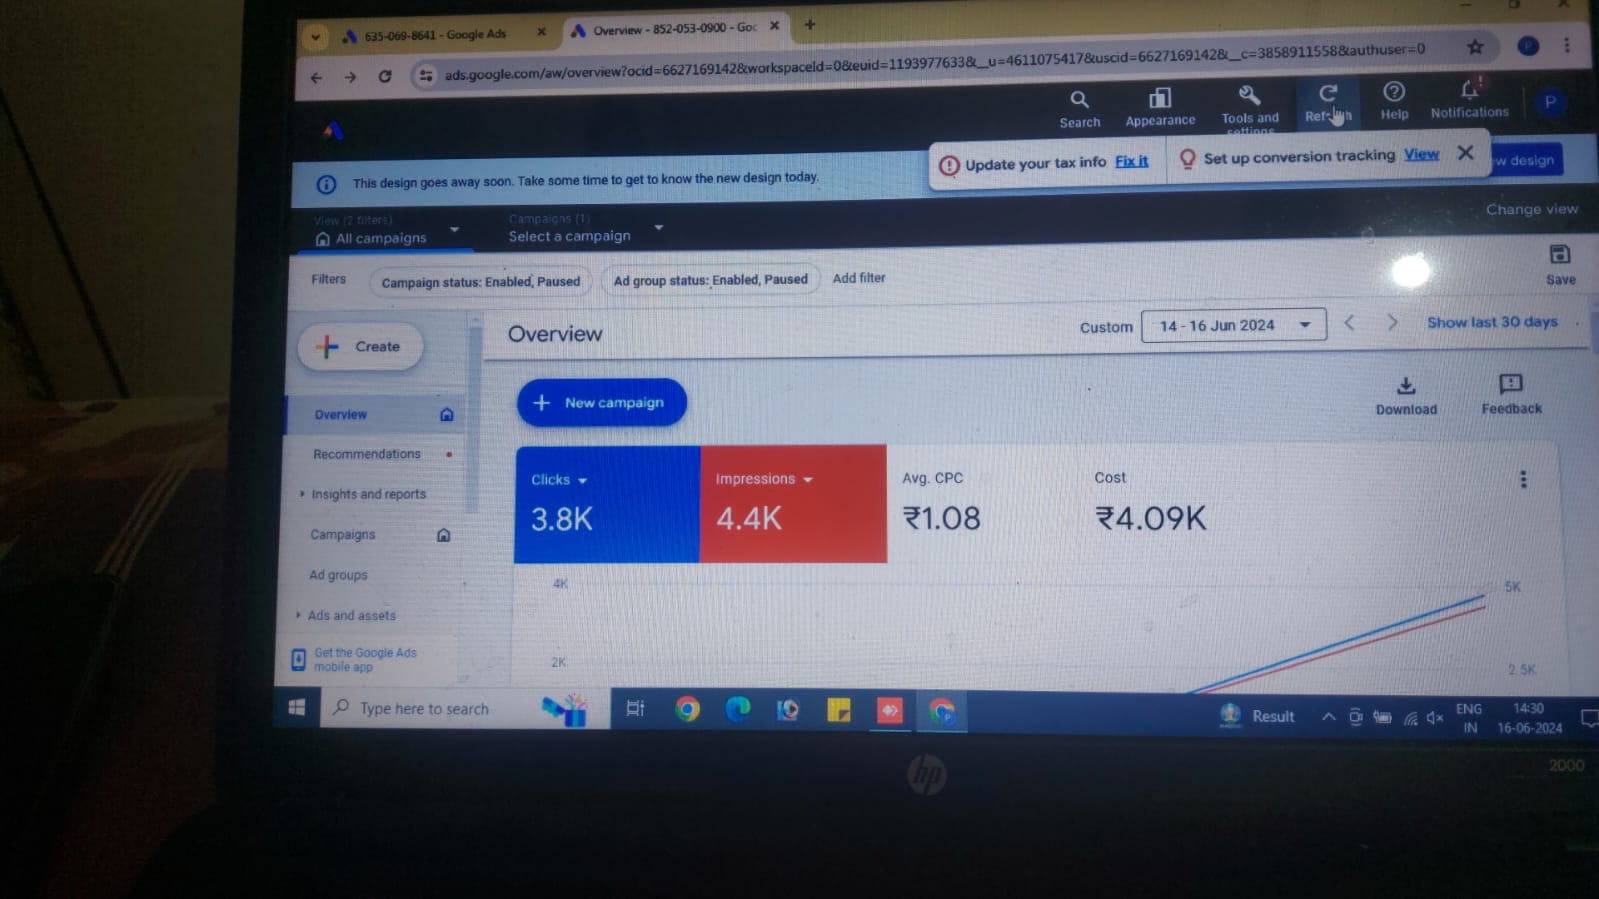 635-069-8641 - Google Ads
Overview - 852-053-0900 - Goo
ads.google.com/aw/overview?ocid=6627169142&workspaceId=0&euid=1193977633&__u=4611075417&uscid=6627169142&__c=3858911558&authuser=0
Search
Appearance
Tools and settings
Refresh
Help
Notifications
P
This design goes away soon. Take some time to get to know the new design today.
Update your tax info Fix it
Set up conversion tracking View
w design
View (2 filters)
All campaigns
Campaigns (1)
Select a campaign
Change view
Filters
Campaign status: Enabled, Paused
Ad group status: Enabled, Paused
Add filter
Save
Create
Overview
Custom
14 - 16 Jun 2024
Show last 30 days
Overview
Recommendations
Insights and reports
Campaigns
Ad groups
Ads and assets
Get the Google Ads
mobile app
New campaign
Download
Feedback
Clicks
3.8K
Impressions
4.4K
Avg. CPC
₹1.08
Cost
₹4.09K
4K
5K
2K
2.5K
Type here to search
Result
ENG
IN
14:30
16-06-2024
hp
2000